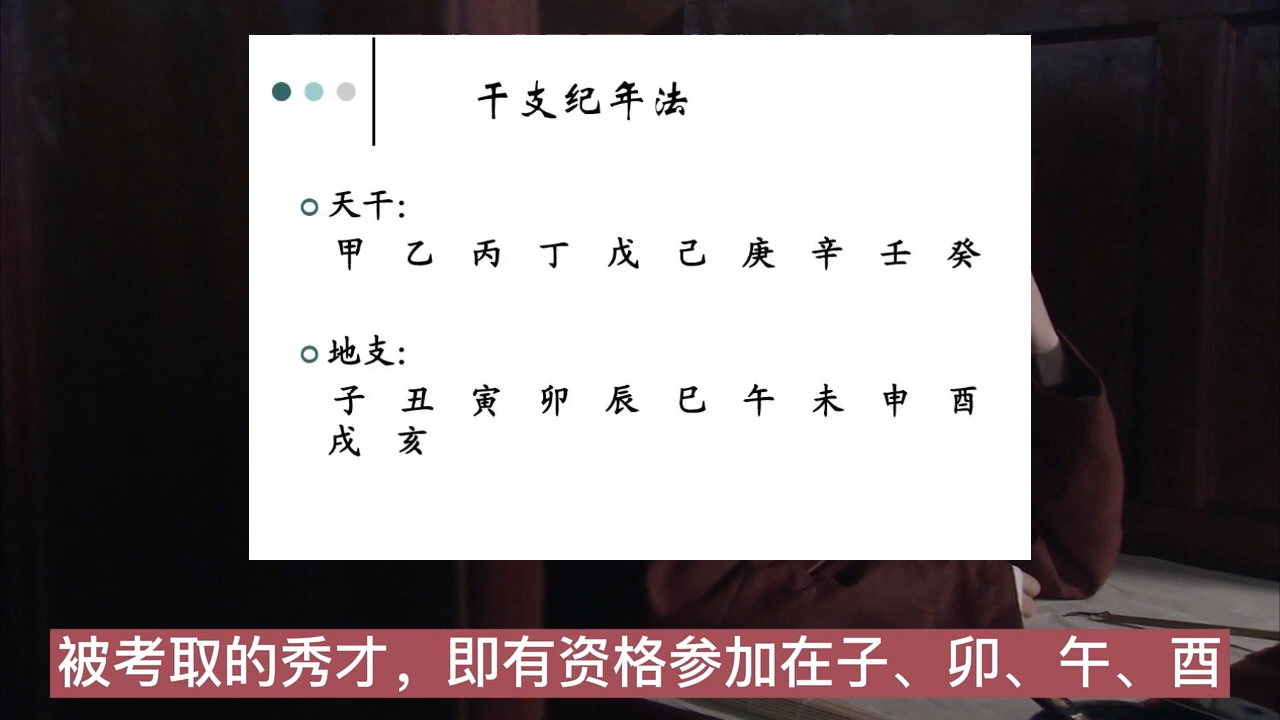 干支纪年法
天干:
甲 乙 丙 丁 戊 己 庚 辛 壬 癸
地支:
子 丑 寅 卯 辰 巳 午 未 申 酉
戌 亥
被考取的秀才，即有资格参加在子、卯、午、酉